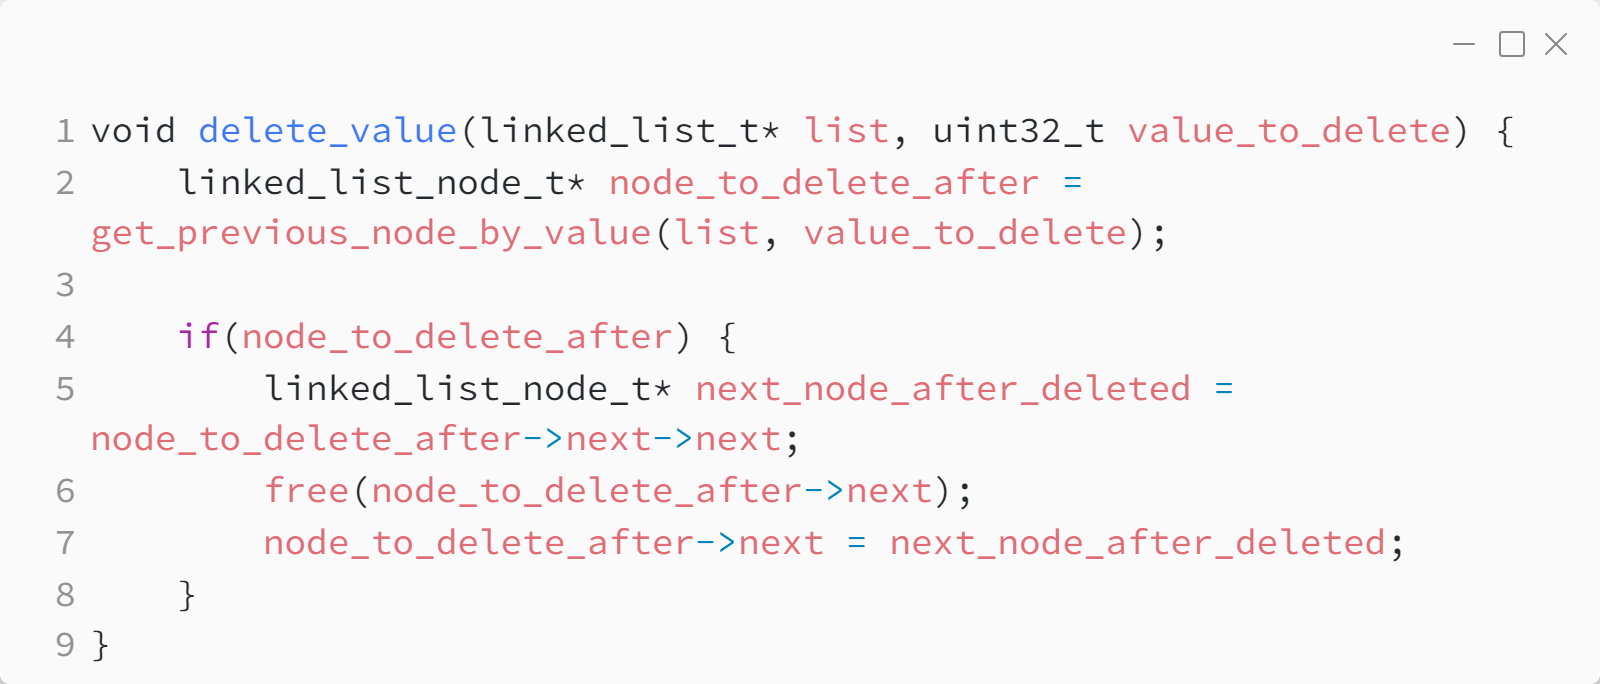 1 void delete_value(linked_list_t* list, uint32_t value_to_delete) {
2     linked_list_node_t* node_to_delete_after =
get_previous_node_by_value(list, value_to_delete);
3
4     if(node_to_delete_after) {
5         linked_list_node_t* next_node_after_deleted =
node_to_delete_after->next->next;
6         free(node_to_delete_after->next);
7         node_to_delete_after->next = next_node_after_deleted;
8     }
9 }